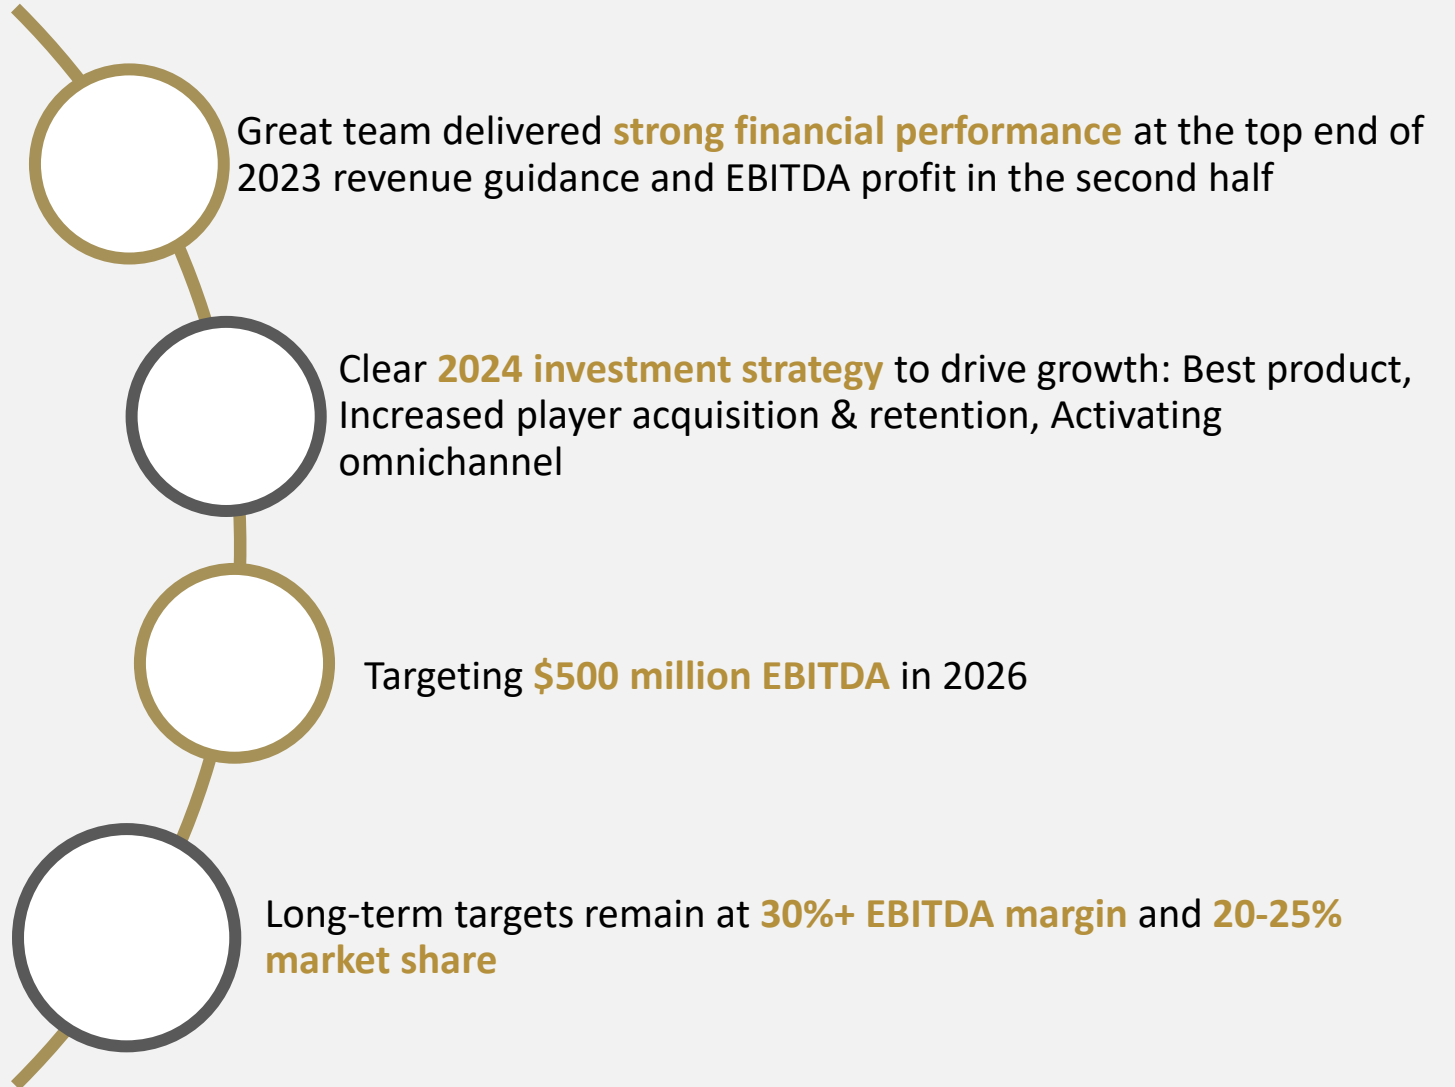 Great team delivered strong financial performance at the top end of
2023 revenue guidance and EBITDA profit in the second half
Clear 2024 investment strategy to drive growth: Best product,
Increased player acquisition & retention, Activating
omnichannel
Targeting $500 million EBITDA in 2026
Long-term targets remain at 30%+ EBITDA margin and 20-25%
market share